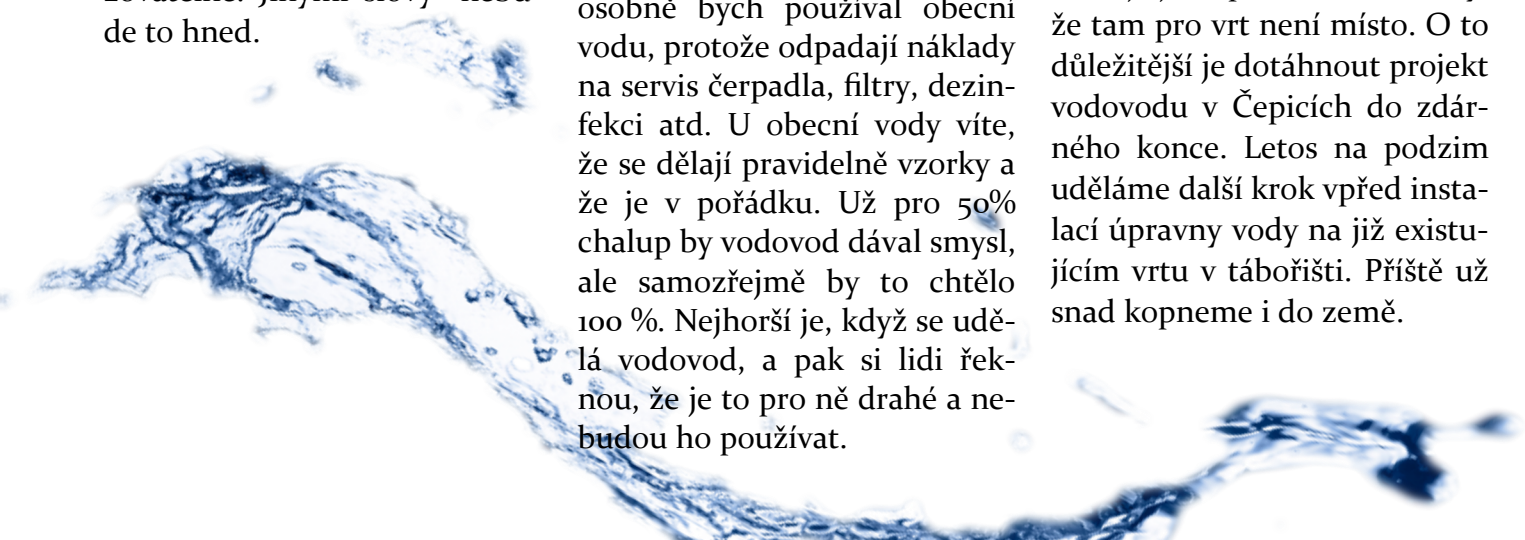 de to hned.
osobně bych používal obecní
vodu, protože odpadají náklady
na servis čerpadla, filtry, dezin-
fekci atd. U obecní vody víte,
že se dělají pravidelně vzorky a
že je v pořádku. Už pro 50%
chalup by vodovod dával smysl,
ale samozřejmě by to chtělo
100 %. Nejhorší je, když se udě-
lá vodovod, a pak si lidi řek-
nou, že je to pro ně drahé a ne-
budou ho používat.
že tam pro vrt není místo. O to
důležitější je dotáhnout projekt
vodovodu v Čepicích do zdár-
ného konce. Letos na podzim
uděláme další krok vpřed insta-
lací úpravny vody na již existu-
jícím vrtu v tábořišti. Příště už
snad kopneme i do země.